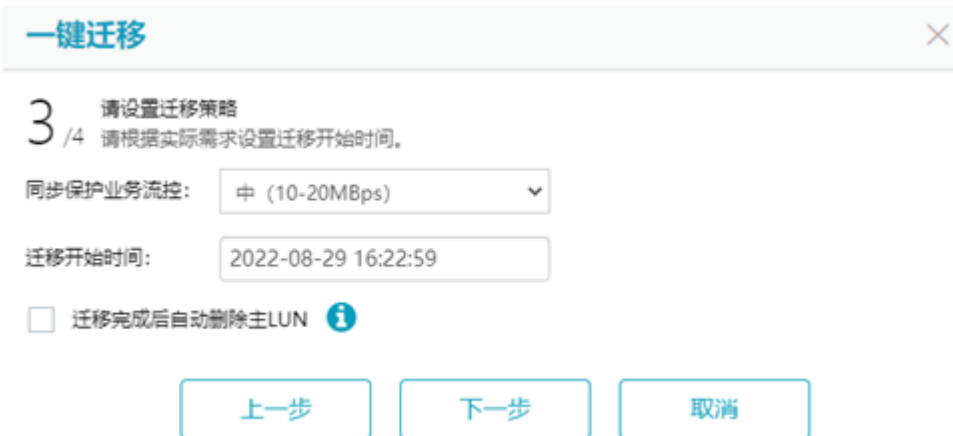 一键迁移
3/4 请设置迁移策略
请根据实际需求设置迁移开始时间。
同步保护业务流控: 中 (10-20MBps)
迁移开始时间: 2022-08-29 16:22:59
迁移完成后自动删除主LUN
上一步 下一步 取消